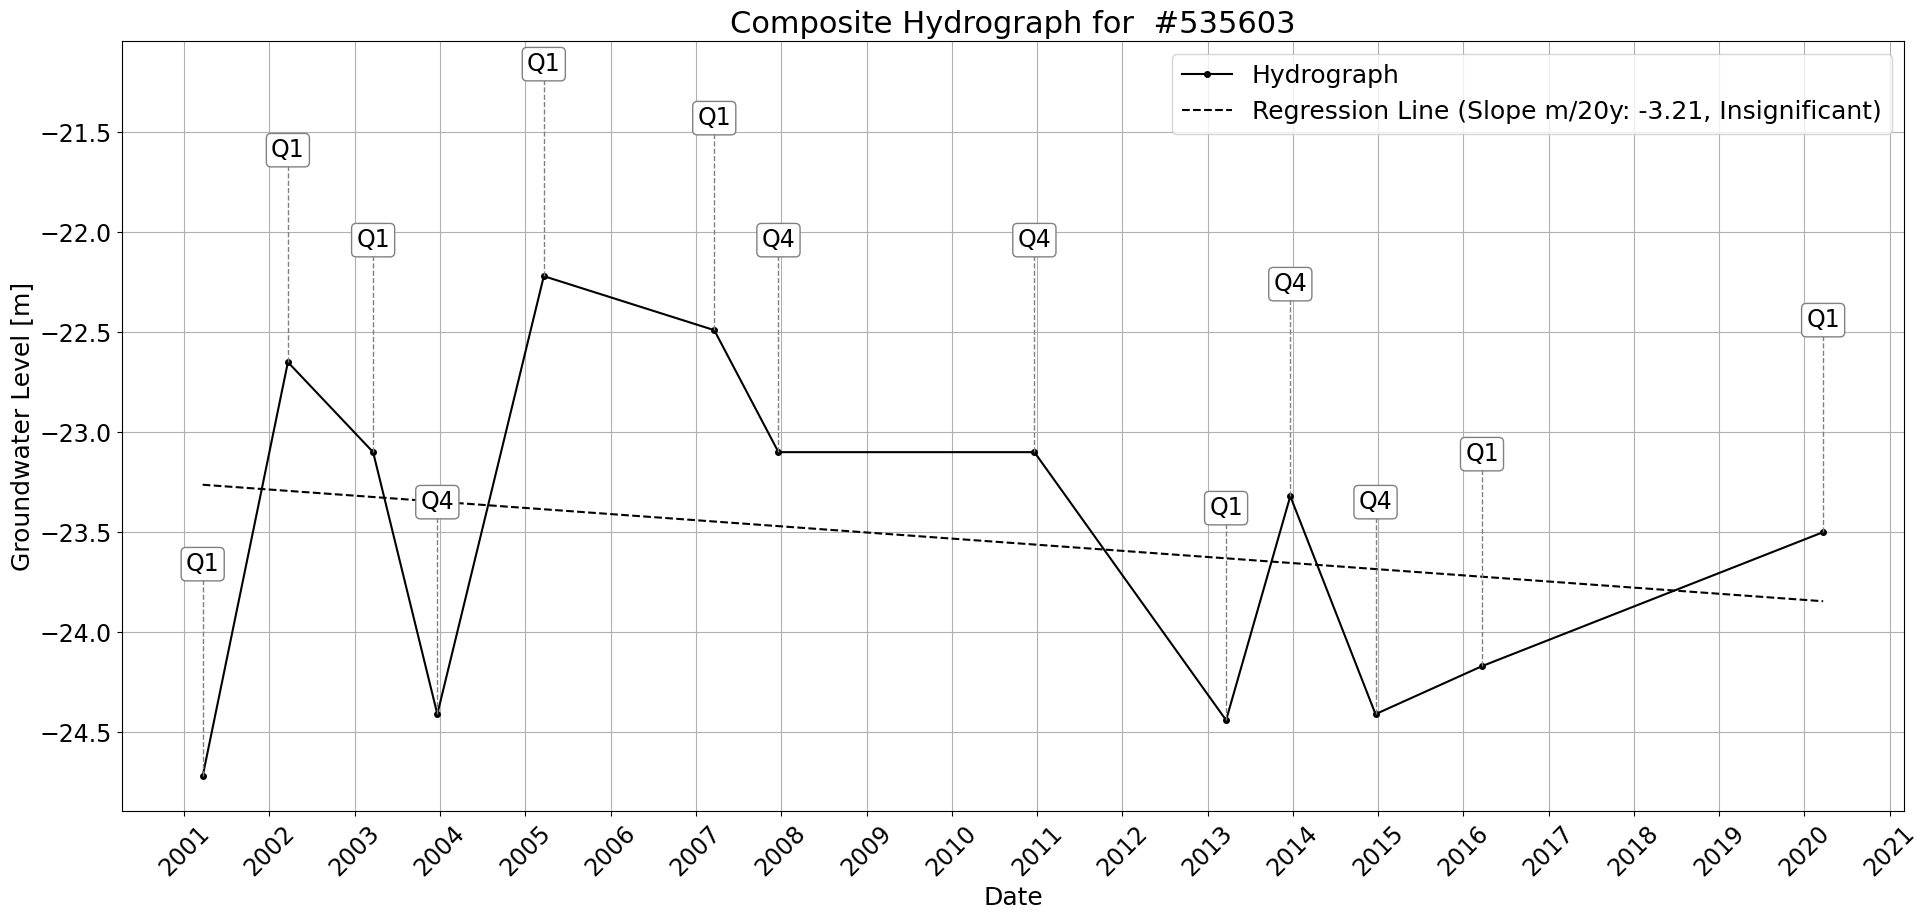 Composite Hydrograph for  #535603
Hydrograph
Regression Line (Slope m/20y: -3.21, Insignificant)
Groundwater Level [m]
−21.5
−22.0
−22.5
−23.0
−23.5
−24.0
−24.5
Q1
Q1
Q1
Q4
Q1
Q1
Q4
Q4
Q1
Q4
Q4
Q1
Q1
2001
2002
2003
2004
2005
2006
2007
2008
2009
2010
2011
2012
2013
2014
2015
2016
2017
2018
2019
2020
2021
Date